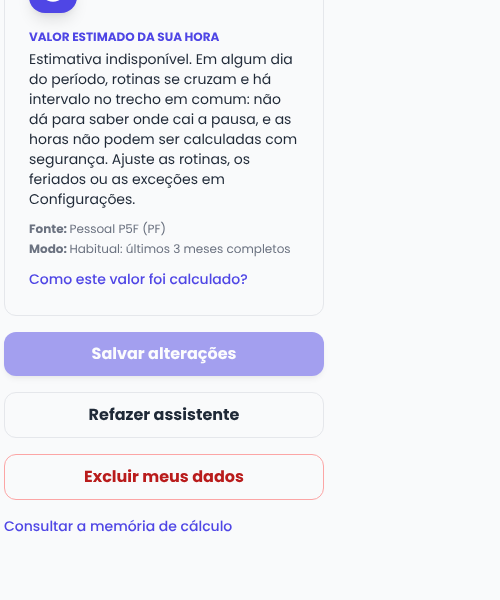 VALOR ESTIMADO DA SUA HORA
Estimativa indisponível. Em algum dia
do período, rotinas se cruzam e há
intervalo no trecho em comum: não
dá para saber onde cai a pausa, e as
horas não podem ser calculadas com
segurança. Ajuste as rotinas, os
feriados ou as exceções em
Configurações.
Fonte: Pessoal P5F (PF)
Modo: Habitual: últimos 3 meses completos
Como este valor foi calculado?
Salvar alterações
Refazer assistente
Excluir meus dados
Consultar a memória de cálculo